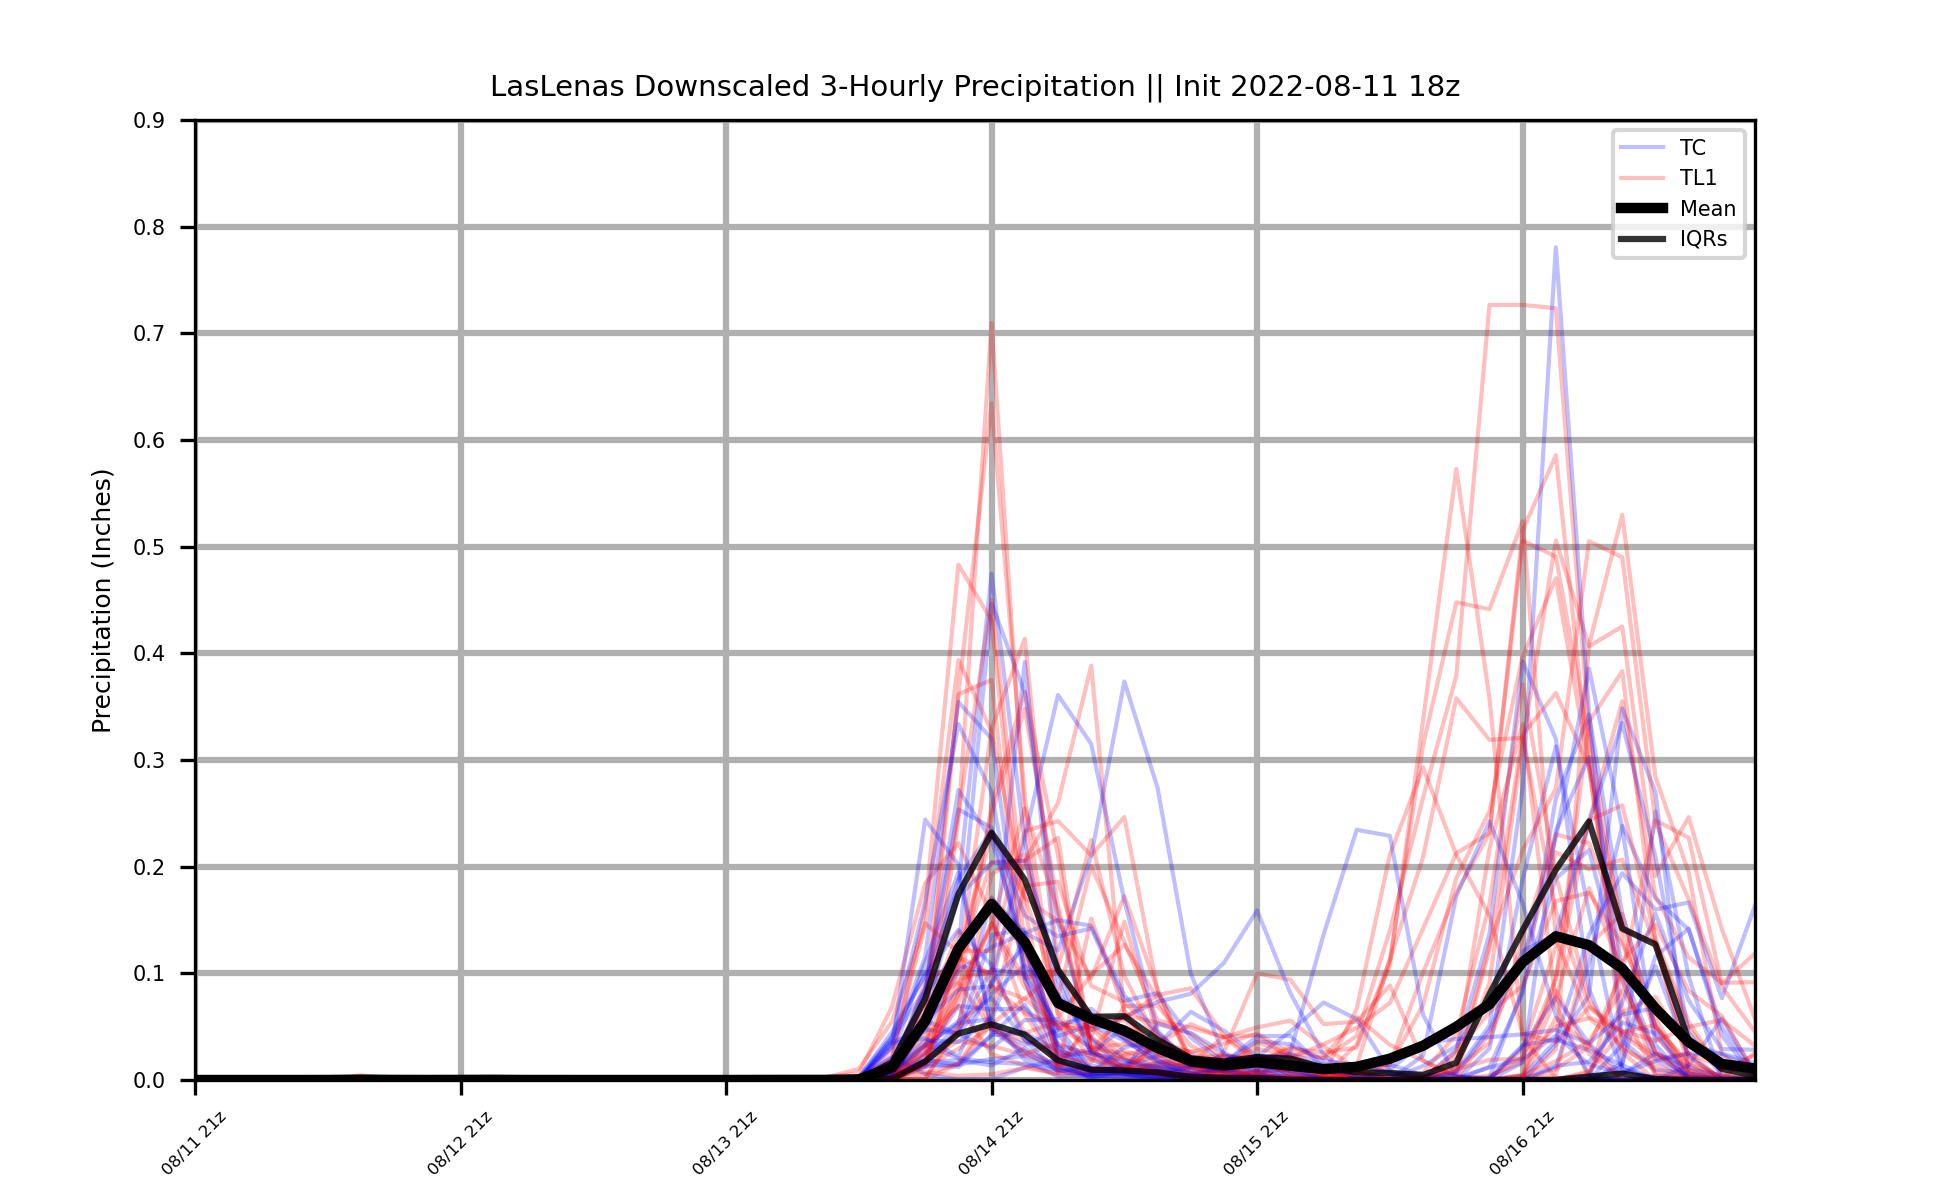 LasLenas Downscaled 3-Hourly Precipitation || Init 2022-08-11 18z
TC
TL1
Mean
IQRs
Precipitation (Inches)
0.9
0.8
0.7
0.6
0.5
0.4
0.3
0.2
0.1
0.0
08/11 21z
08/12 21z
08/13 21z
08/14 21z
08/15 21z
08/16 21z